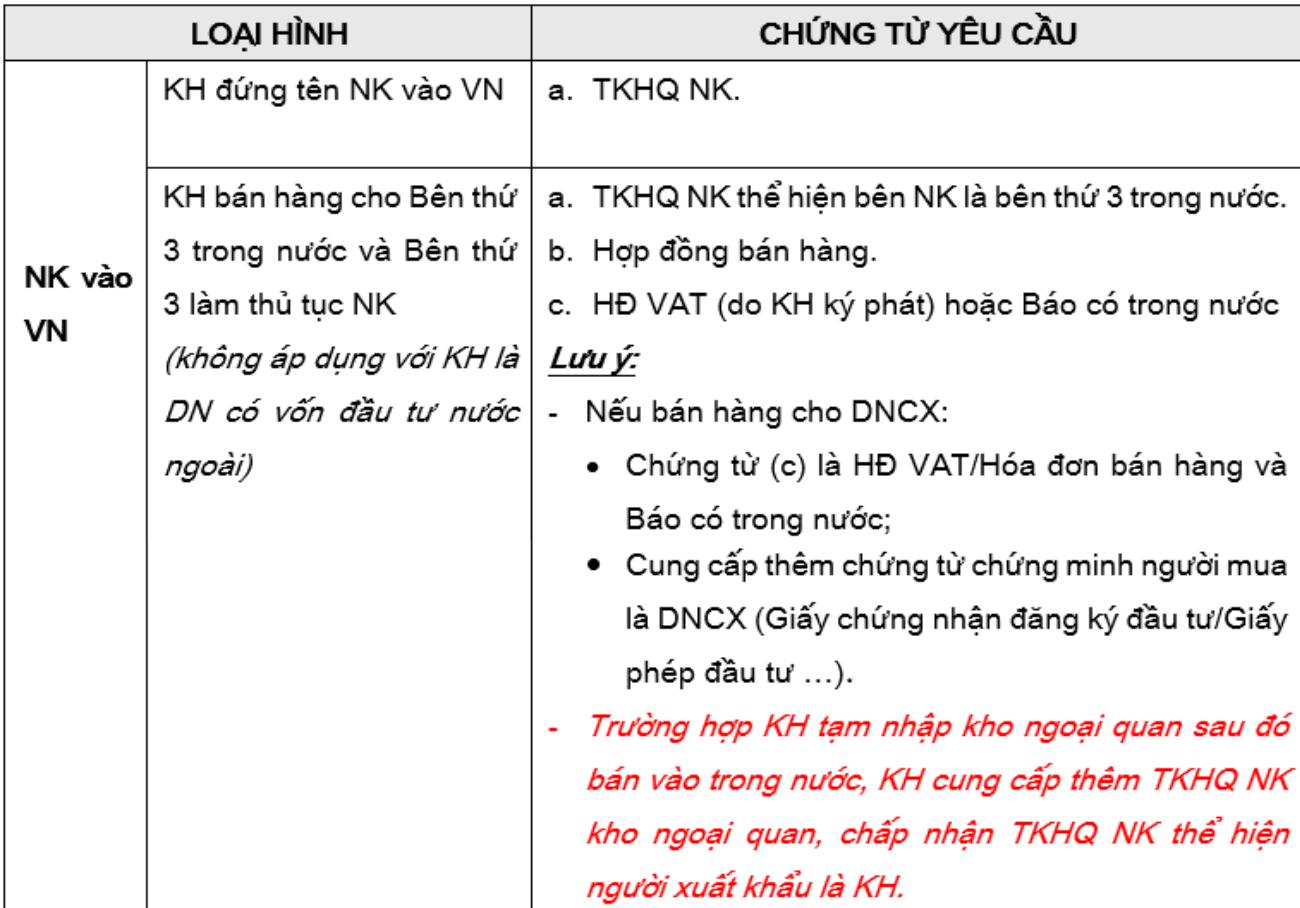 LOẠI HÌNH
CHỨNG TỪ YÊU CẦU
NK vào
VN
KH đứng tên NK vào VN
a. TKHQ NK.
KH bán hàng cho Bên thứ
3 trong nước và Bên thứ
3 làm thủ tục NK
(không áp dụng với KH là
DN có vốn đầu tư nước
ngoài)
a. TKHQ NK thể hiện bên NK là bên thứ 3 trong nước.
b. Hợp đồng bán hàng.
c. HĐ VAT (do KH ký phát) hoặc Báo có trong nước
Lưu ý:
- Nếu bán hàng cho DNCX:
• Chứng từ (c) là HĐ VAT/Hóa đơn bán hàng và
Báo có trong nước;
• Cung cấp thêm chứng từ chứng minh người mua
là DNCX (Giấy chứng nhận đăng ký đầu tư/Giấy
phép đầu tư …).
- Trường hợp KH tạm nhập kho ngoại quan sau đó
bán vào trong nước, KH cung cấp thêm TKHQ NK
kho ngoại quan, chấp nhận TKHQ NK thể hiện
người xuất khẩu là KH.